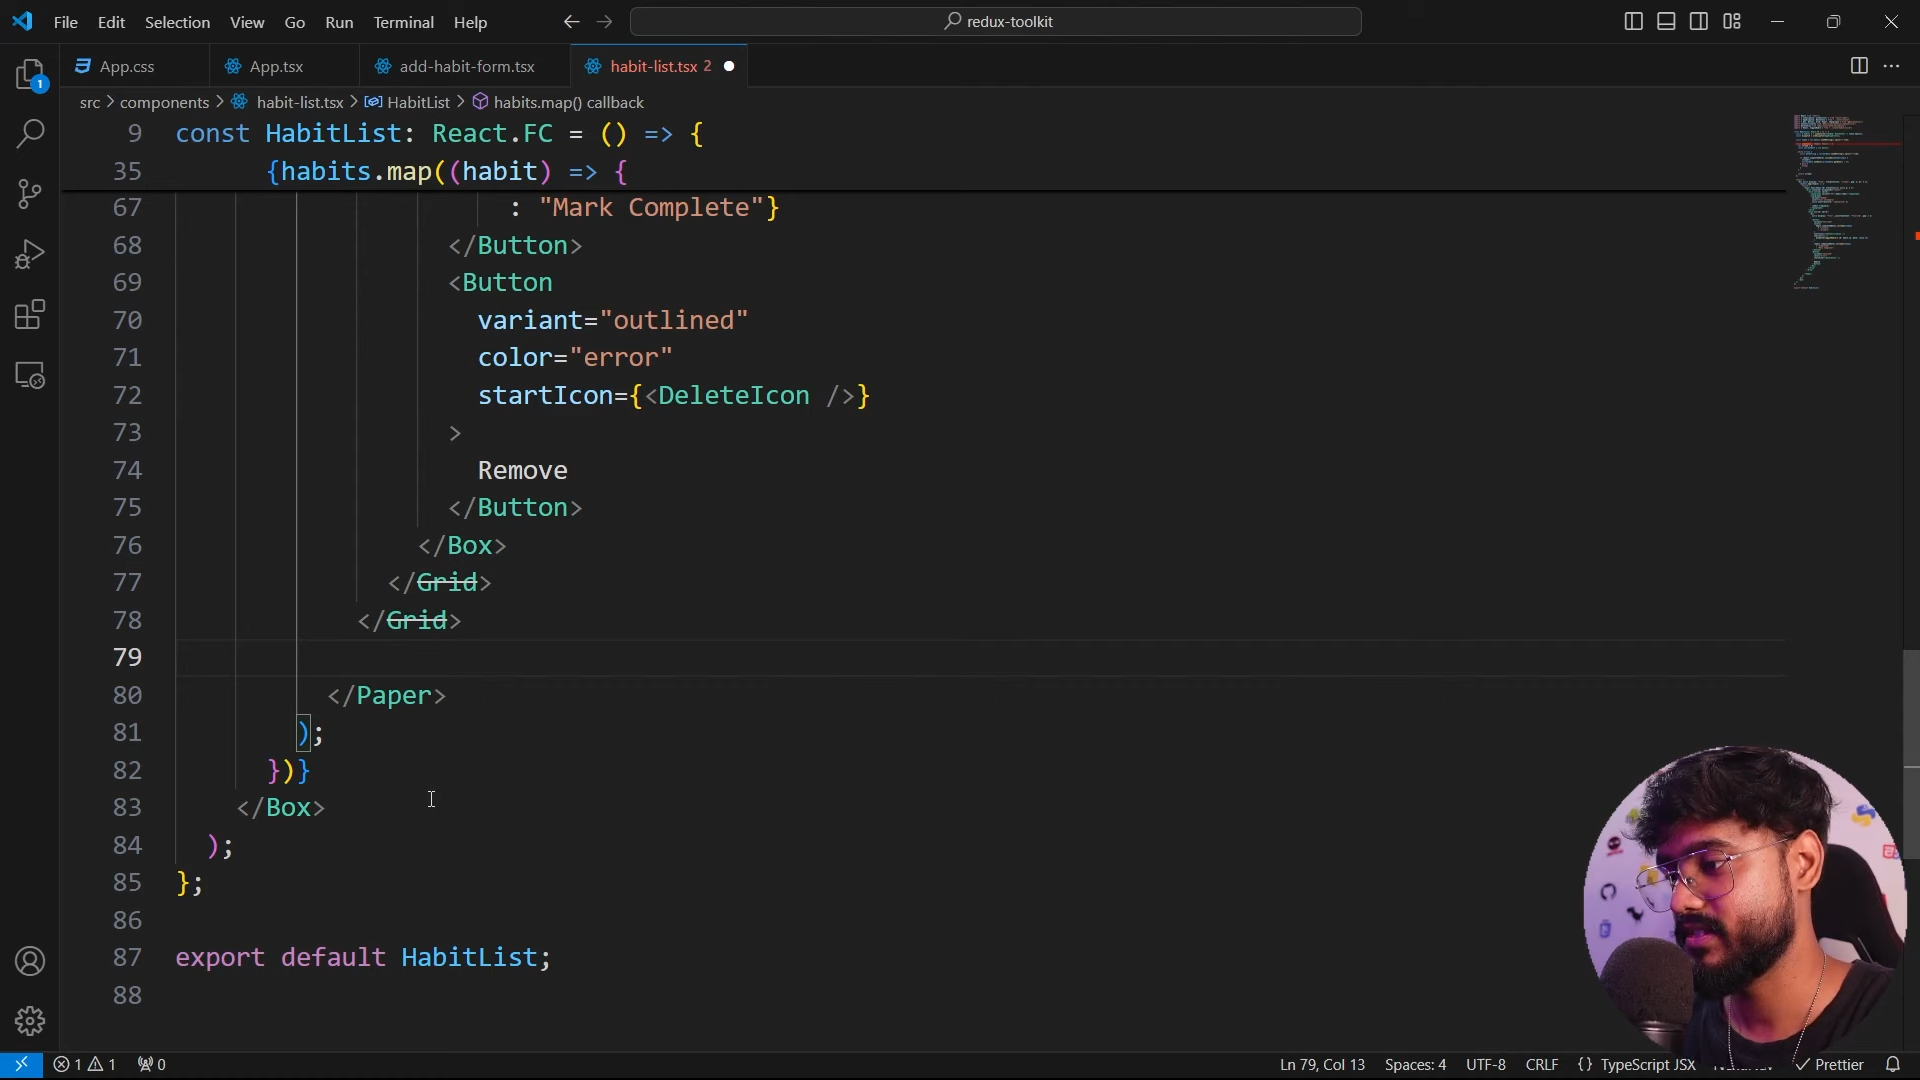 File Edit Selection View Go Run Terminal Help
redux-toolkit
App.css App.tsx add-habit-form.tsx habit-list.tsx 2
src > components > habit-list.tsx > HabitList > habits.map() callback
9 const HabitList: React.FC = () => {
35 {habits.map((habit) => {
67 : "Mark Complete"}
68 </Button>
69 <Button
70 variant="outlined"
71 color="error"
72 startIcon={<DeleteIcon />}
73 >
74 Remove
75 </Button>
76 </Box>
77 </Grid>
78 </Grid>
79
80 </Paper>
81 );
82 })}
83 </Box>
84 );
85 };
86
87 export default HabitList;
88
1
1 1 0 Ln 79, Col 13 Spaces: 4 UTF-8 CRLF {} TypeScript JSX Prettier